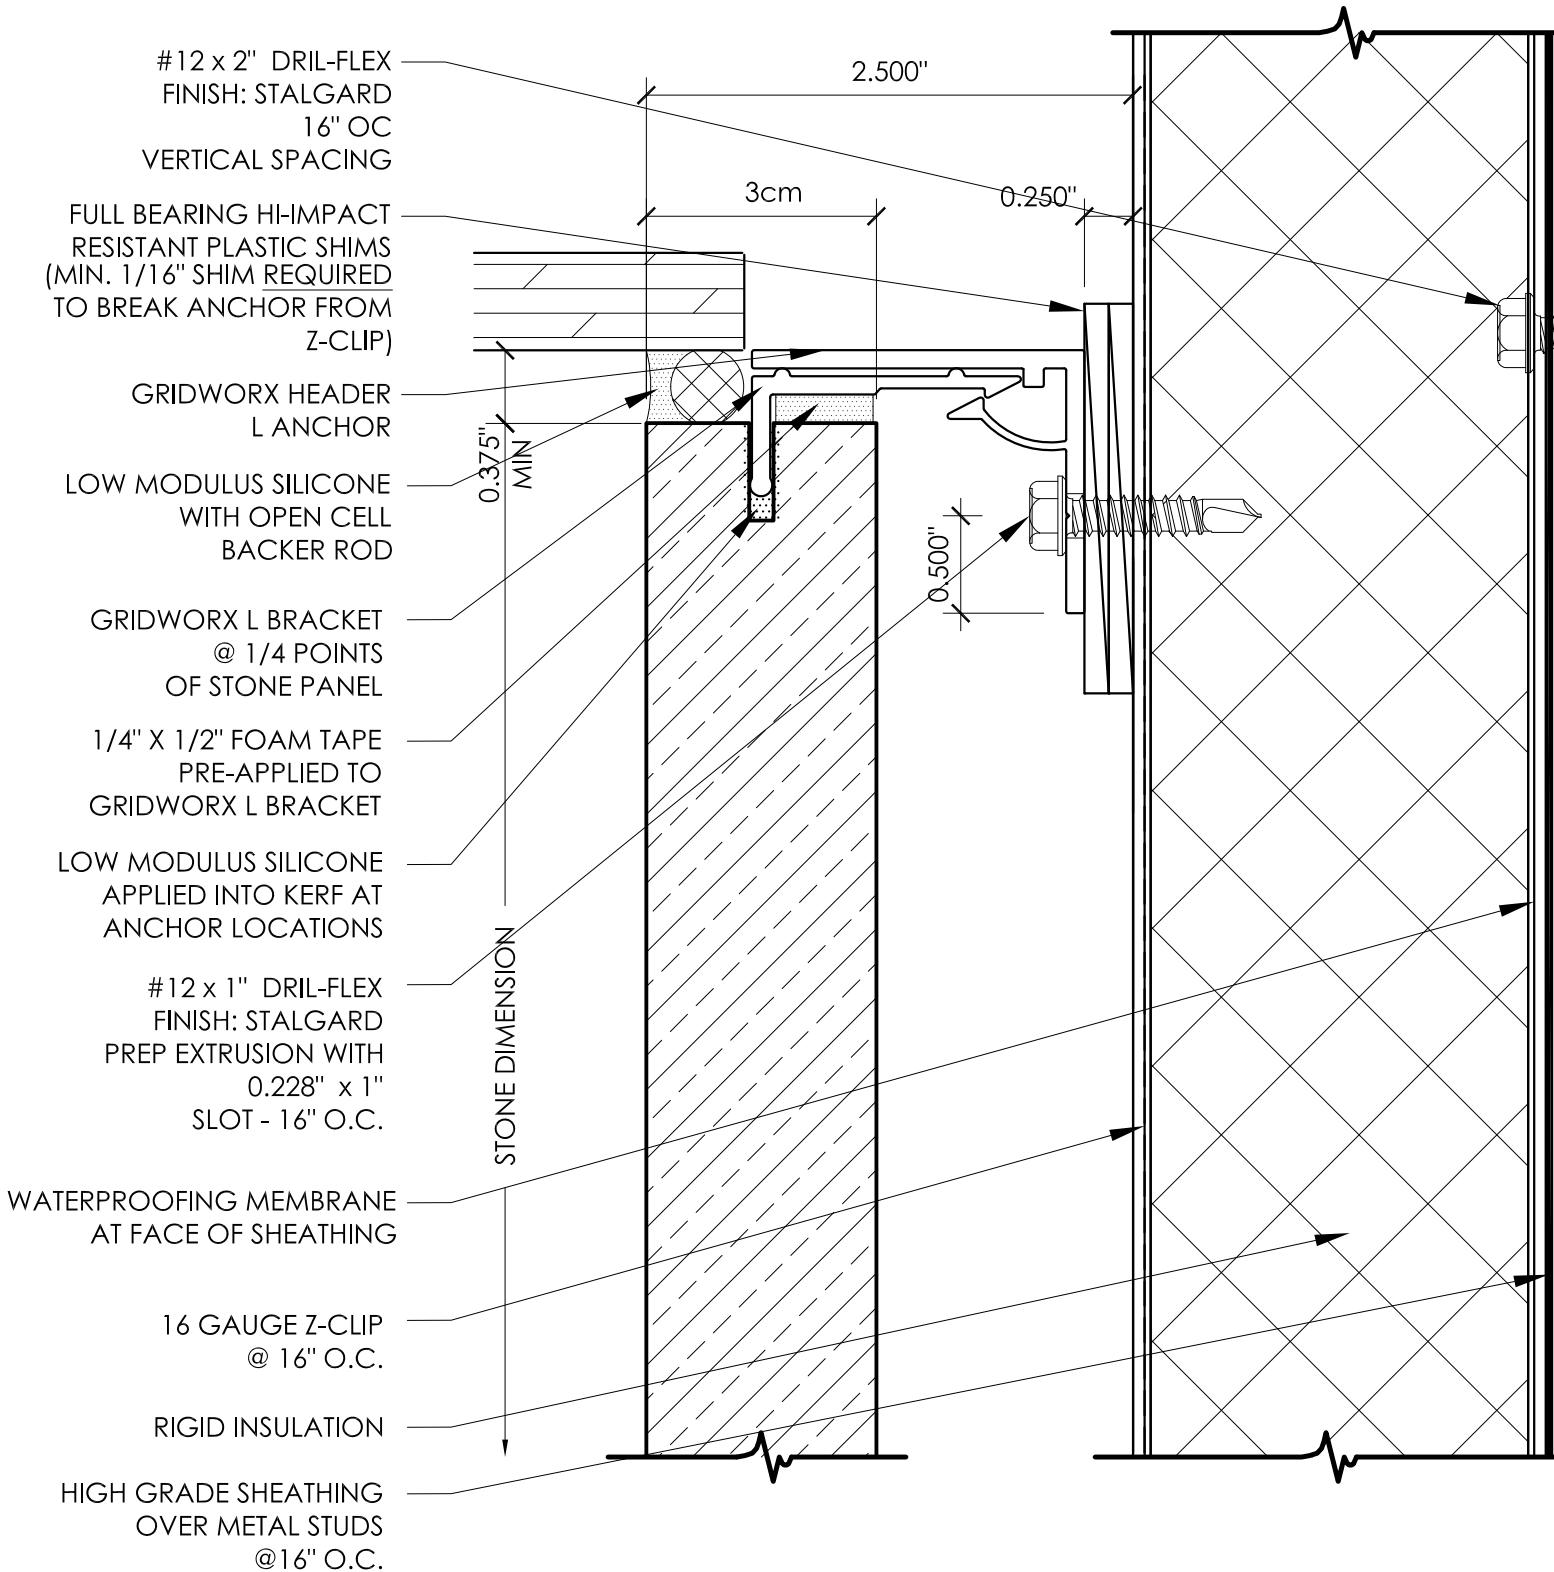 #12 x 2" DRIL-FLEX
FINISH: STALGARD
16" OC
VERTICAL SPACING
FULL BEARING HI-IMPACT
RESISTANT PLASTIC SHIMS
(MIN. 1/16" SHIM REQUIRED
TO BREAK ANCHOR FROM
Z-CLIP)
GRIDWORX HEADER
L ANCHOR
LOW MODULUS SILICONE
WITH OPEN CELL
BACKER ROD
GRIDWORX L BRACKET
@ 1/4 POINTS
OF STONE PANEL
1/4" X 1/2" FOAM TAPE
PRE-APPLIED TO
GRIDWORX L BRACKET
LOW MODULUS SILICONE
APPLIED INTO KERF AT
ANCHOR LOCATIONS
#12 x 1" DRIL-FLEX
FINISH: STALGARD
PREP EXTRUSION WITH
0.228" x 1"
SLOT - 16" O.C.
WATERPROOFING MEMBRANE
AT FACE OF SHEATHING
16 GAUGE Z-CLIP
@ 16" O.C.
RIGID INSULATION
HIGH GRADE SHEATHING
OVER METAL STUDS
@16" O.C.
2.500"
3cm
0.250"
0.375"
MIN
0.500"
STONE DIMENSION